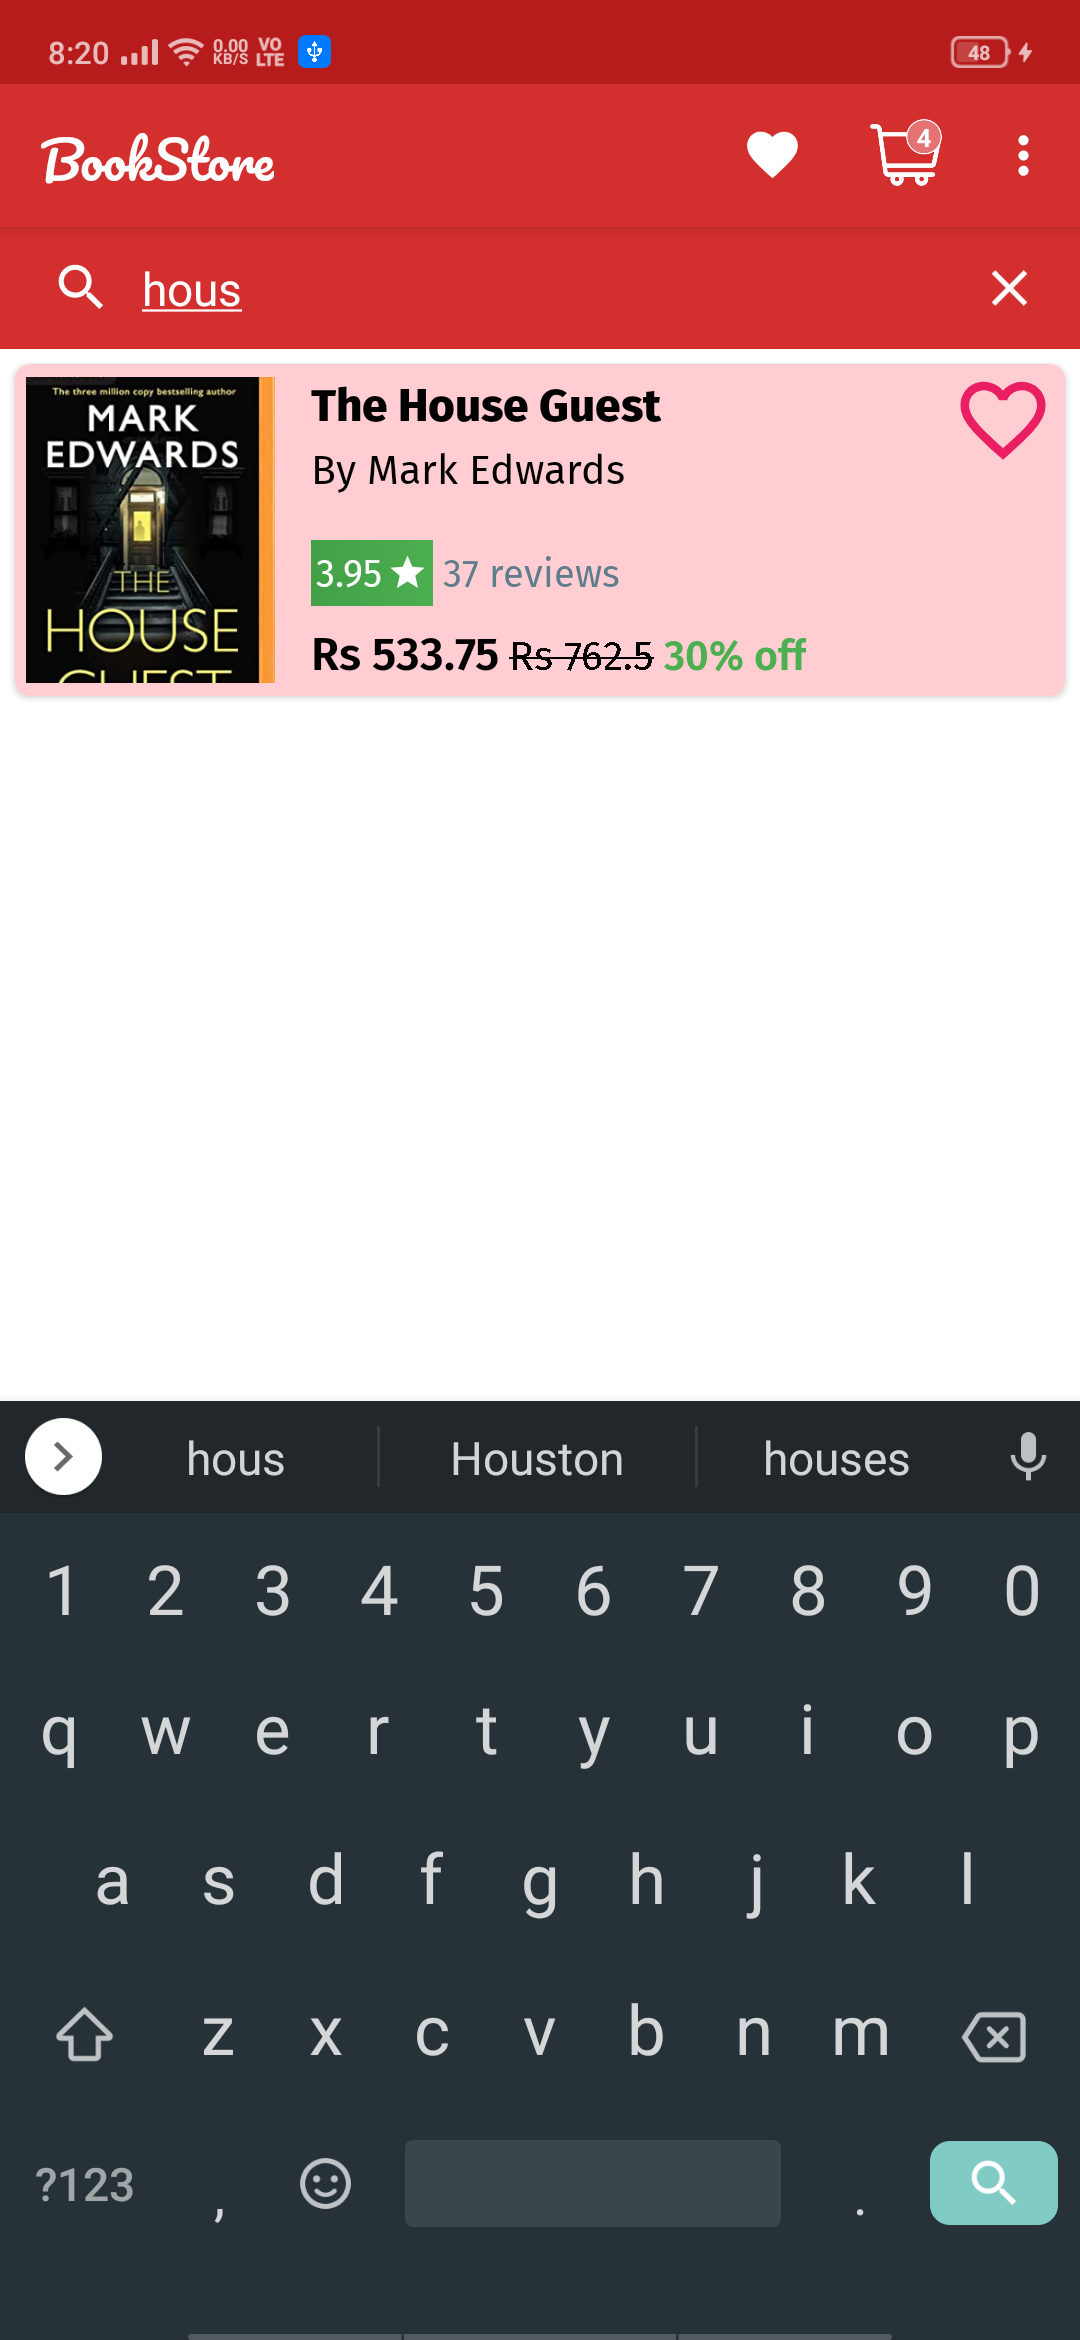 8:20 0.00 KB/S VO LTE 48
BookStore 4
hous
The three million copy bestselling author
MARK
EDWARDS
THE
HOUSE
GUEST
The House Guest
By Mark Edwards
3.95 37 reviews
Rs 533.75 Rs 762.5 30% off
hous Houston houses
1 2 3 4 5 6 7 8 9 0
q w e r t y u i o p
a s d f g h j k l
z x c v b n m
?123 , .